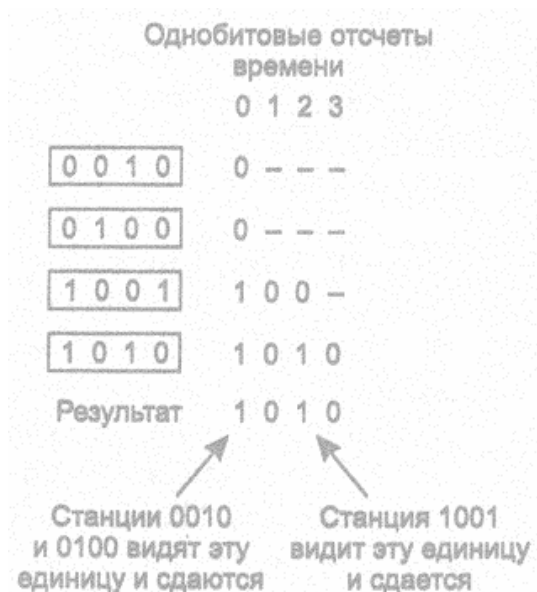 Однобитовые отсчеты
времени
0 1 2 3
0 0 1 0 0 – – –
0 1 0 0 0 – – –
1 0 0 1 1 0 0 –
1 0 1 0 1 0 1 0
Результат 1 0 1 0
Станции 0010 Станция 1001
и 0100 видят эту видит эту единицу
единицу и сдаются и сдается